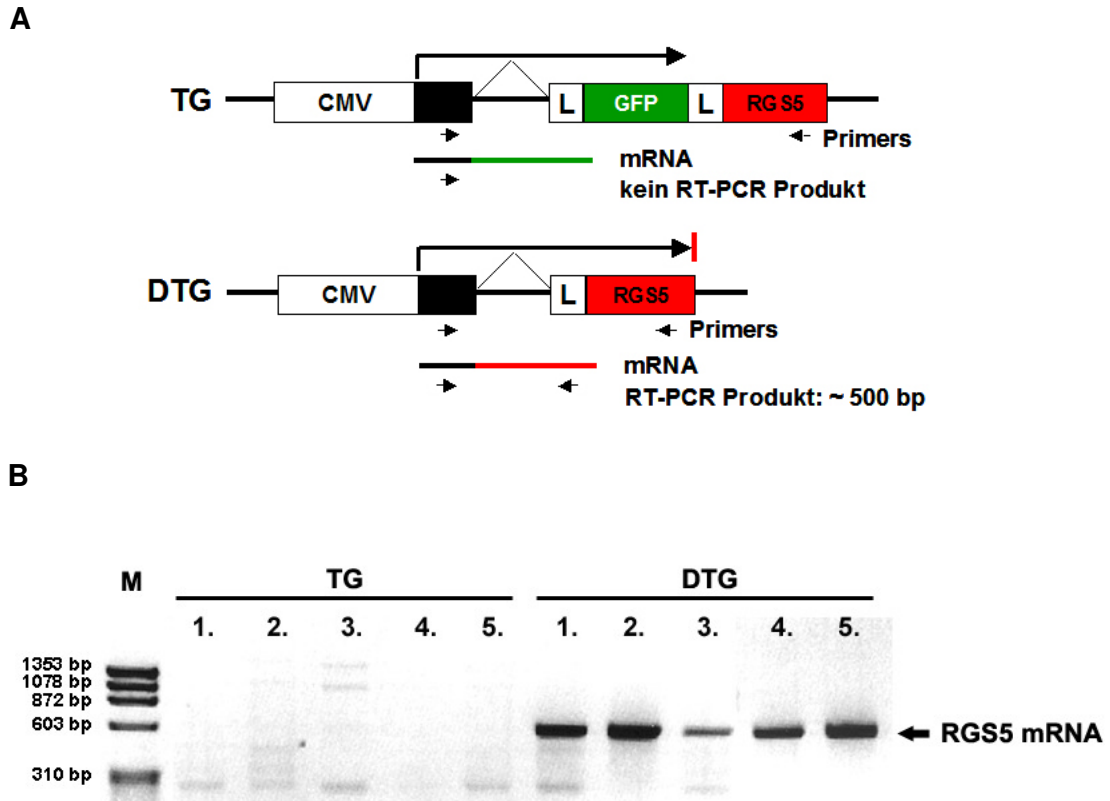 A
TG CMV L GFP L RGS5
Primers
mRNA
kein RT-PCR Produkt
DTG CMV L RGS5
Primers
mRNA
RT-PCR Produkt: ~ 500 bp
B
M TG DTG
1. 2. 3. 4. 5. 1. 2. 3. 4. 5.
1353 bp
1078 bp
872 bp
603 bp
RGS5 mRNA
310 bp